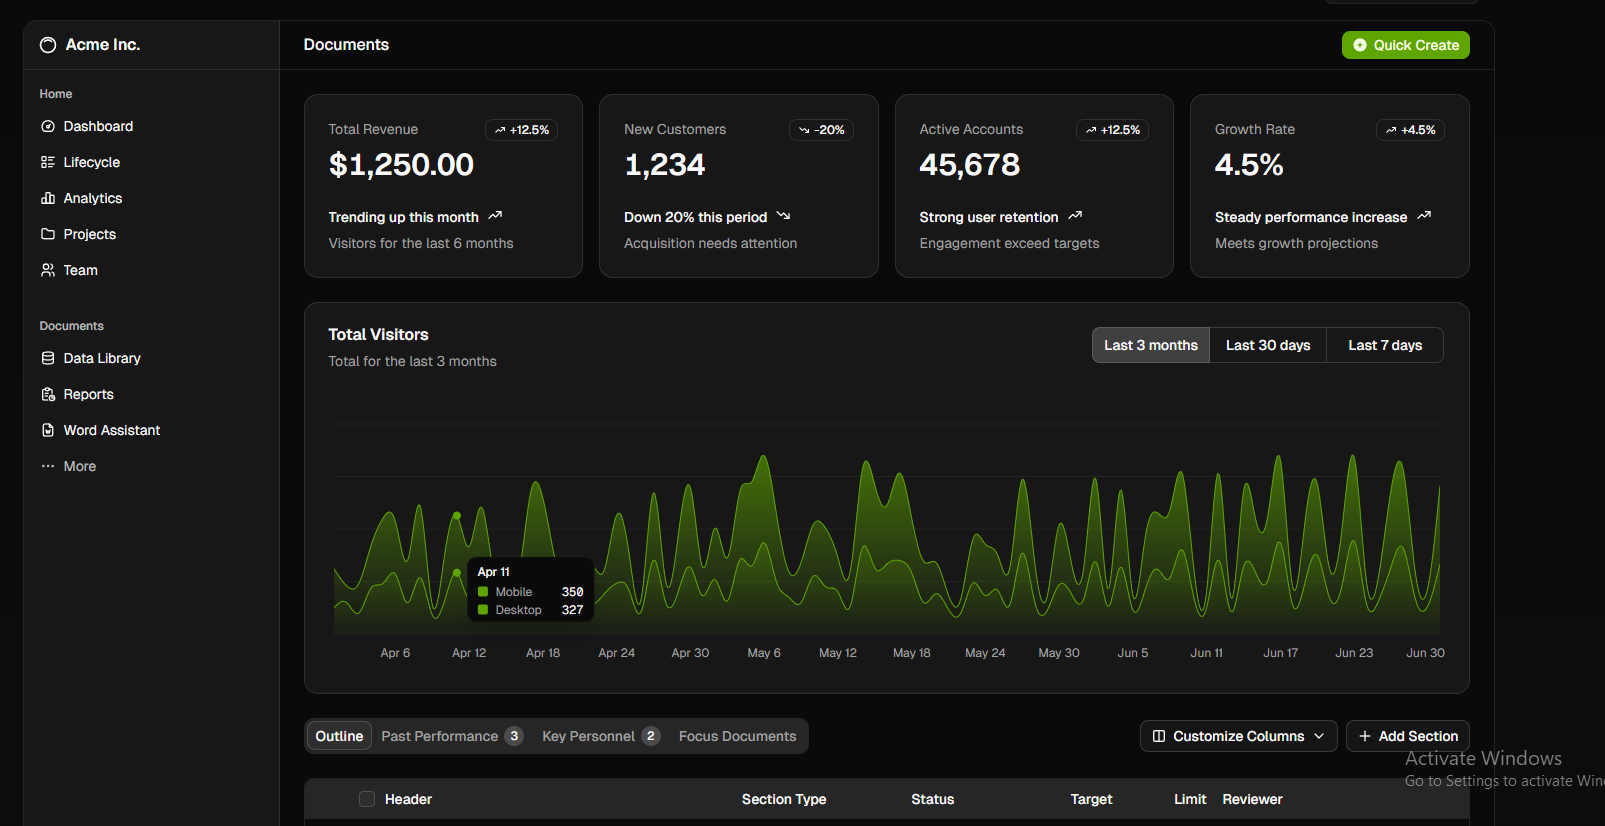 Acme Inc.
Documents
Quick Create
Home
Dashboard
Lifecycle
Analytics
Projects
Team
Documents
Data Library
Reports
Word Assistant
More
Total Revenue
+12.5%
$1,250.00
Trending up this month
Visitors for the last 6 months
New Customers
-20%
1,234
Down 20% this period
Acquisition needs attention
Active Accounts
+12.5%
45,678
Strong user retention
Engagement exceed targets
Growth Rate
+4.5%
4.5%
Steady performance increase
Meets growth projections
Total Visitors
Total for the last 3 months
Last 3 months
Last 30 days
Last 7 days
Apr 11
Mobile 350
Desktop 327
Apr 6 Apr 12 Apr 18 Apr 24 Apr 30 May 6 May 12 May 18 May 24 May 30 Jun 5 Jun 11 Jun 17 Jun 23 Jun 30
Outline Past Performance 3 Key Personnel 2 Focus Documents
Customize Columns
Add Section
Header Section Type Status Target Limit Reviewer
Activate Windows
Go to Settings to activate Win